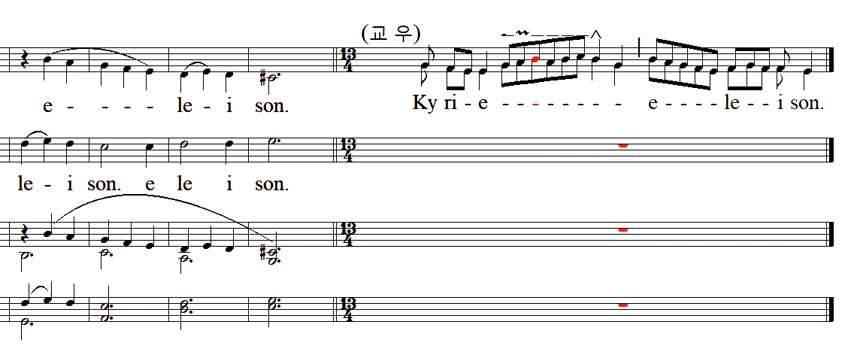 (교 우)
13
4
e - - - - le - i son. Ky ri - e - - - - - - - - e - - - - le - - i son.
13
4
le - i son. e le i son.
13
4
13
4